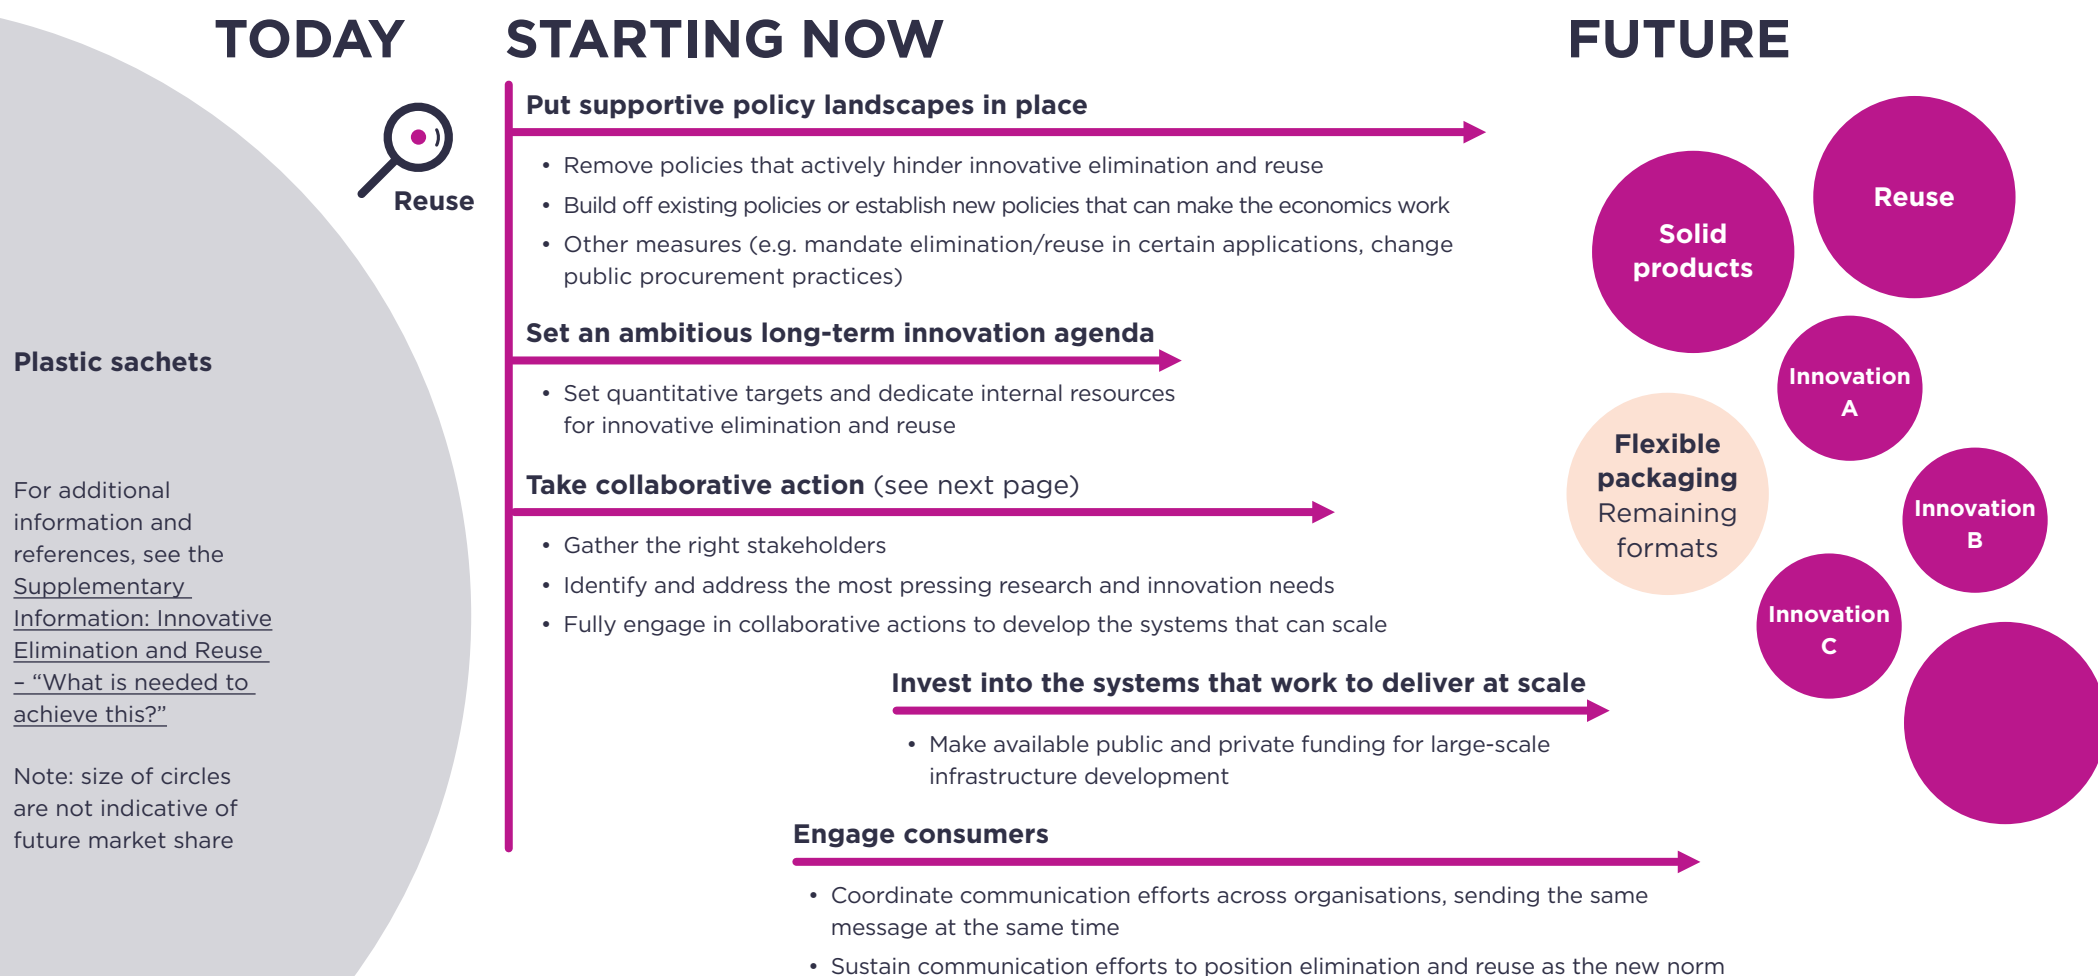 TODAY
STARTING NOW
FUTURE
Reuse
Plastic sachets
For additional
information and
references, see the
Supplementary
Information: Innovative
Elimination and Reuse
– “What is needed to
achieve this?”
Note: size of circles
are not indicative of
future market share
Put supportive policy landscapes in place
• Remove policies that actively hinder innovative elimination and reuse
• Build off existing policies or establish new policies that can make the economics work
• Other measures (e.g. mandate elimination/reuse in certain applications, change
public procurement practices)
Set an ambitious long-term innovation agenda
• Set quantitative targets and dedicate internal resources
for innovative elimination and reuse
Take collaborative action (see next page)
• Gather the right stakeholders
• Identify and address the most pressing research and innovation needs
• Fully engage in collaborative actions to develop the systems that can scale
Invest into the systems that work to deliver at scale
• Make available public and private funding for large-scale
infrastructure development
Engage consumers
• Coordinate communication efforts across organisations, sending the same
message at the same time
• Sustain communication efforts to position elimination and reuse as the new norm
Reuse
Solid
products
Innovation
A
Flexible
packaging
Remaining
formats
Innovation
B
Innovation
C